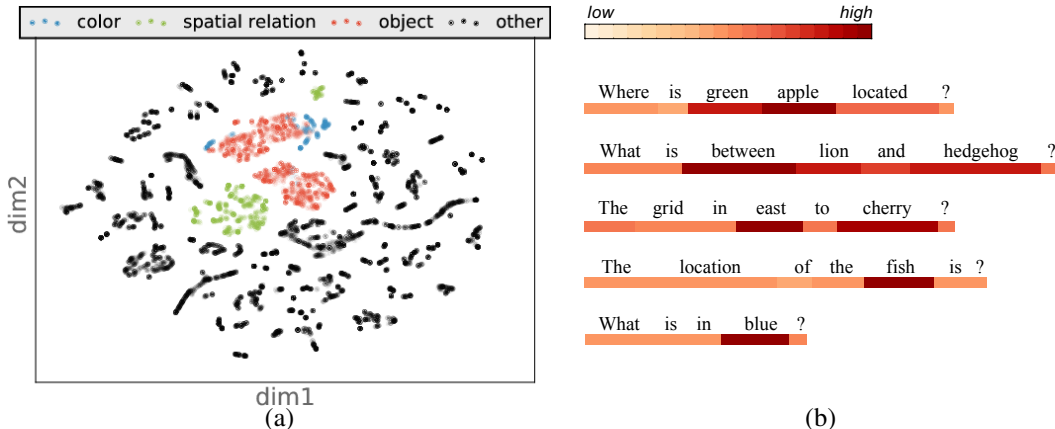 color spatial relation object other
dim2
dim1
(a)
low high
Where is green apple located ?
What is between lion and hedgehog ?
The grid in east to cherry ?
The location of the fish is ?
What is in blue ?
(b)